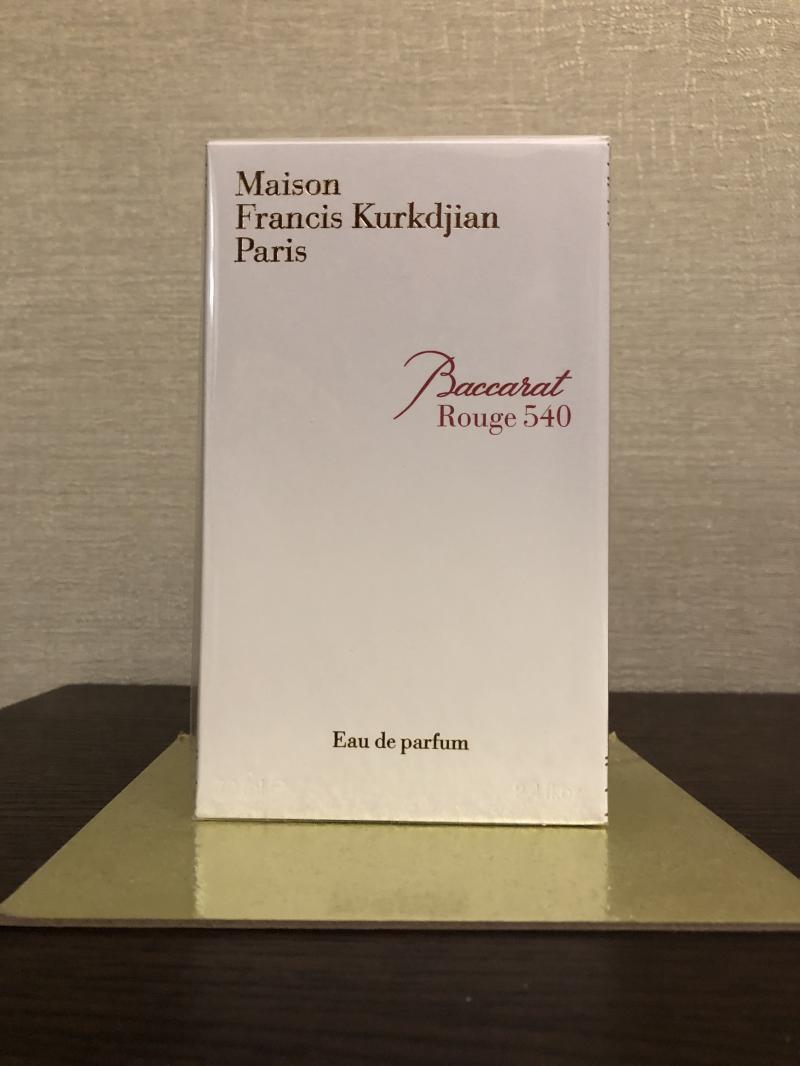 Maison
Francis Kurkdjian
Paris
Baccarat
Rouge 540
Eau de parfum